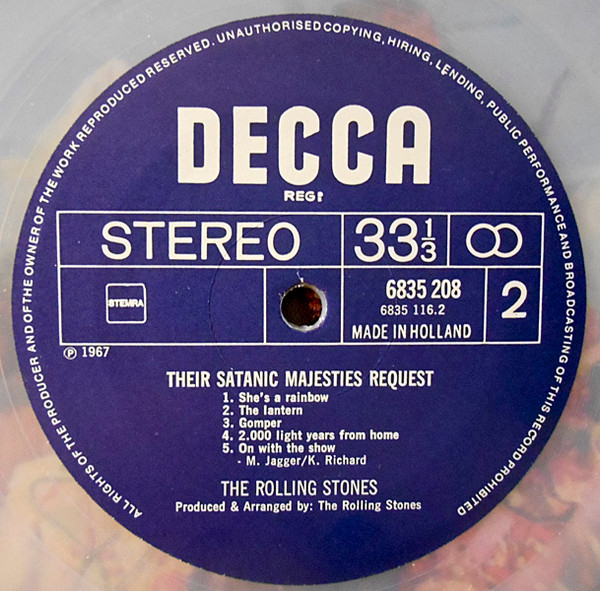 ALL RIGHTS OF THE PRODUCER AND OF THE OWNER OF THE WORK REPRODUCED RESERVED. UNAUTHORISED COPYING, HIRING, LENDING, PUBLIC PERFORMANCE AND BROADCASTING OF THIS RECORD PROHIBITED
DECCA
REGD
STEREO 33 1/3
STEMRA
6835 208
6835 116.2
MADE IN HOLLAND
2
℗ 1967
THEIR SATANIC MAJESTIES REQUEST
1. She's a rainbow
2. The lantern
3. Gomper
4. 2.000 light years from home
5. On with the show
- M. Jagger/K. Richard
THE ROLLING STONES
Produced & Arranged by: The Rolling Stones